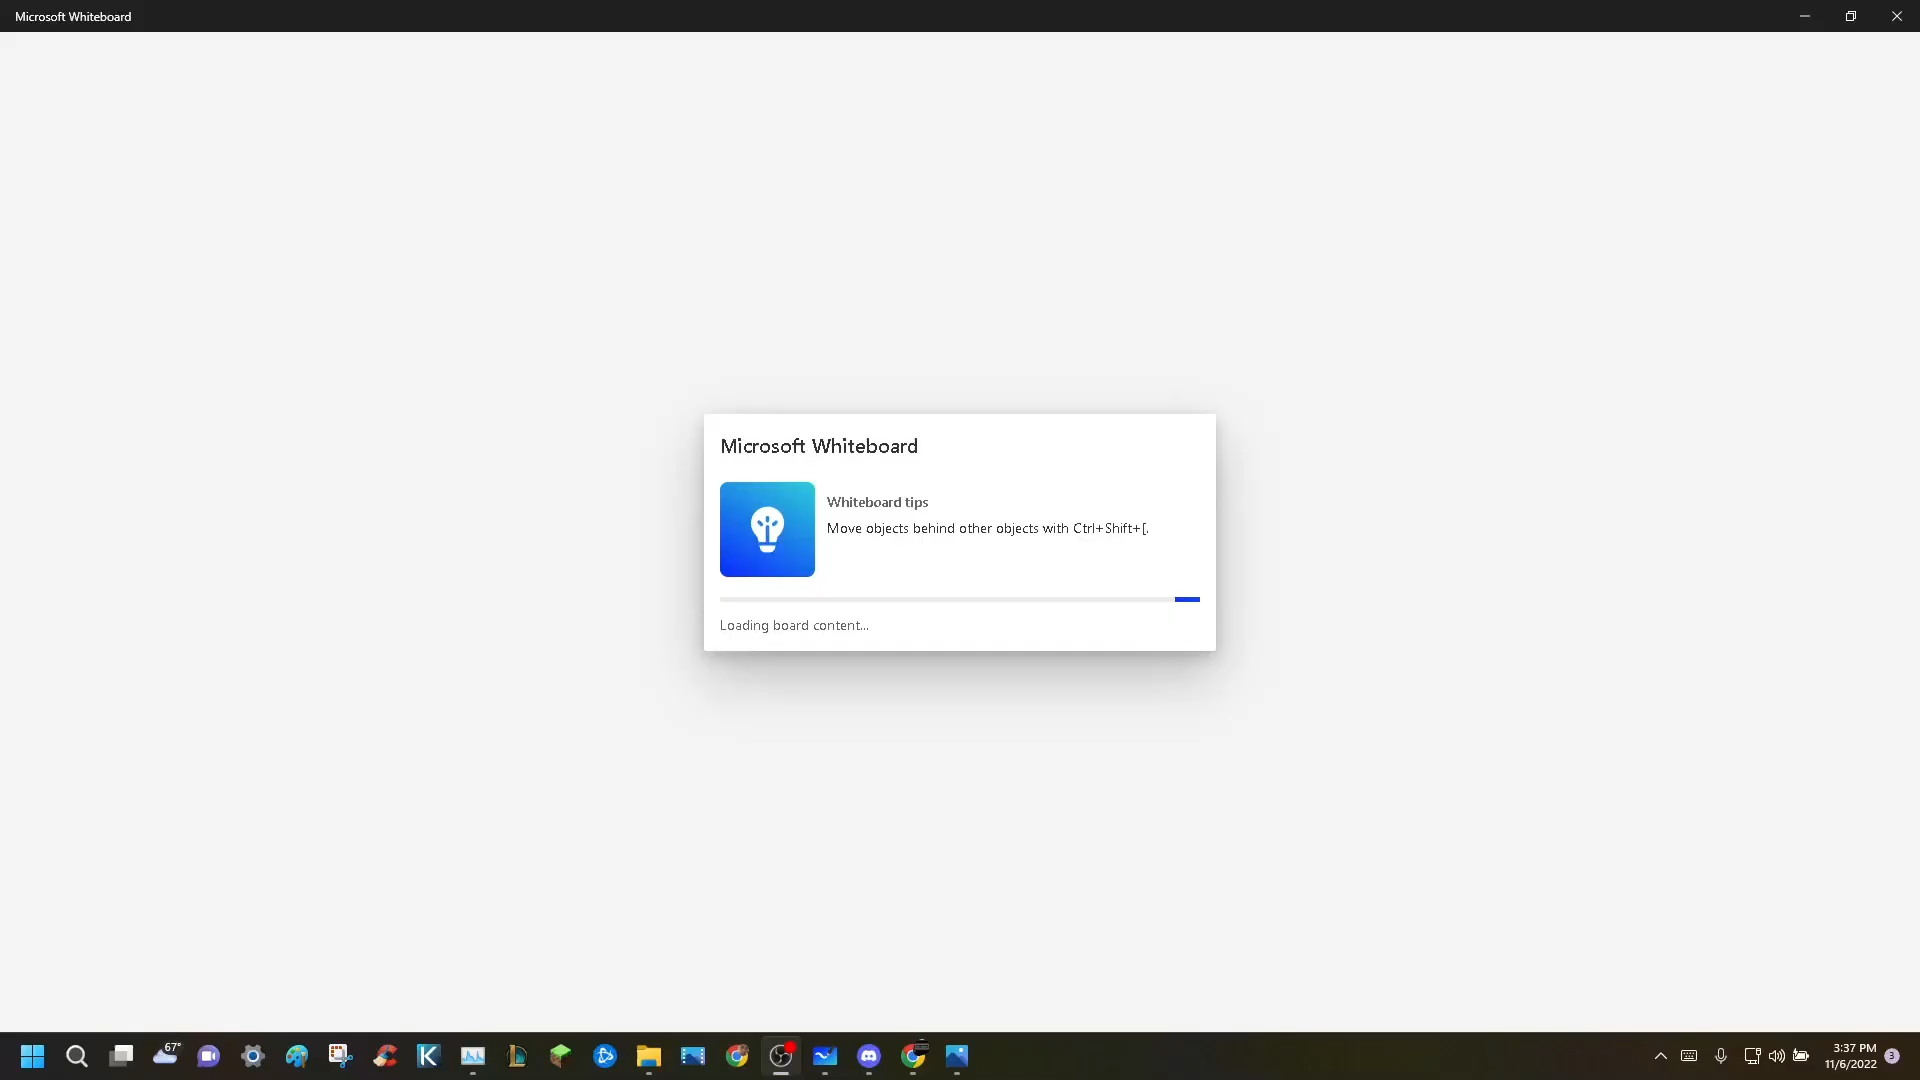 Microsoft Whiteboard
Microsoft Whiteboard
Whiteboard tips
Move objects behind other objects with Ctrl+Shift+[.
Loading board content...
67°
3:37 PM
11/6/2022
3